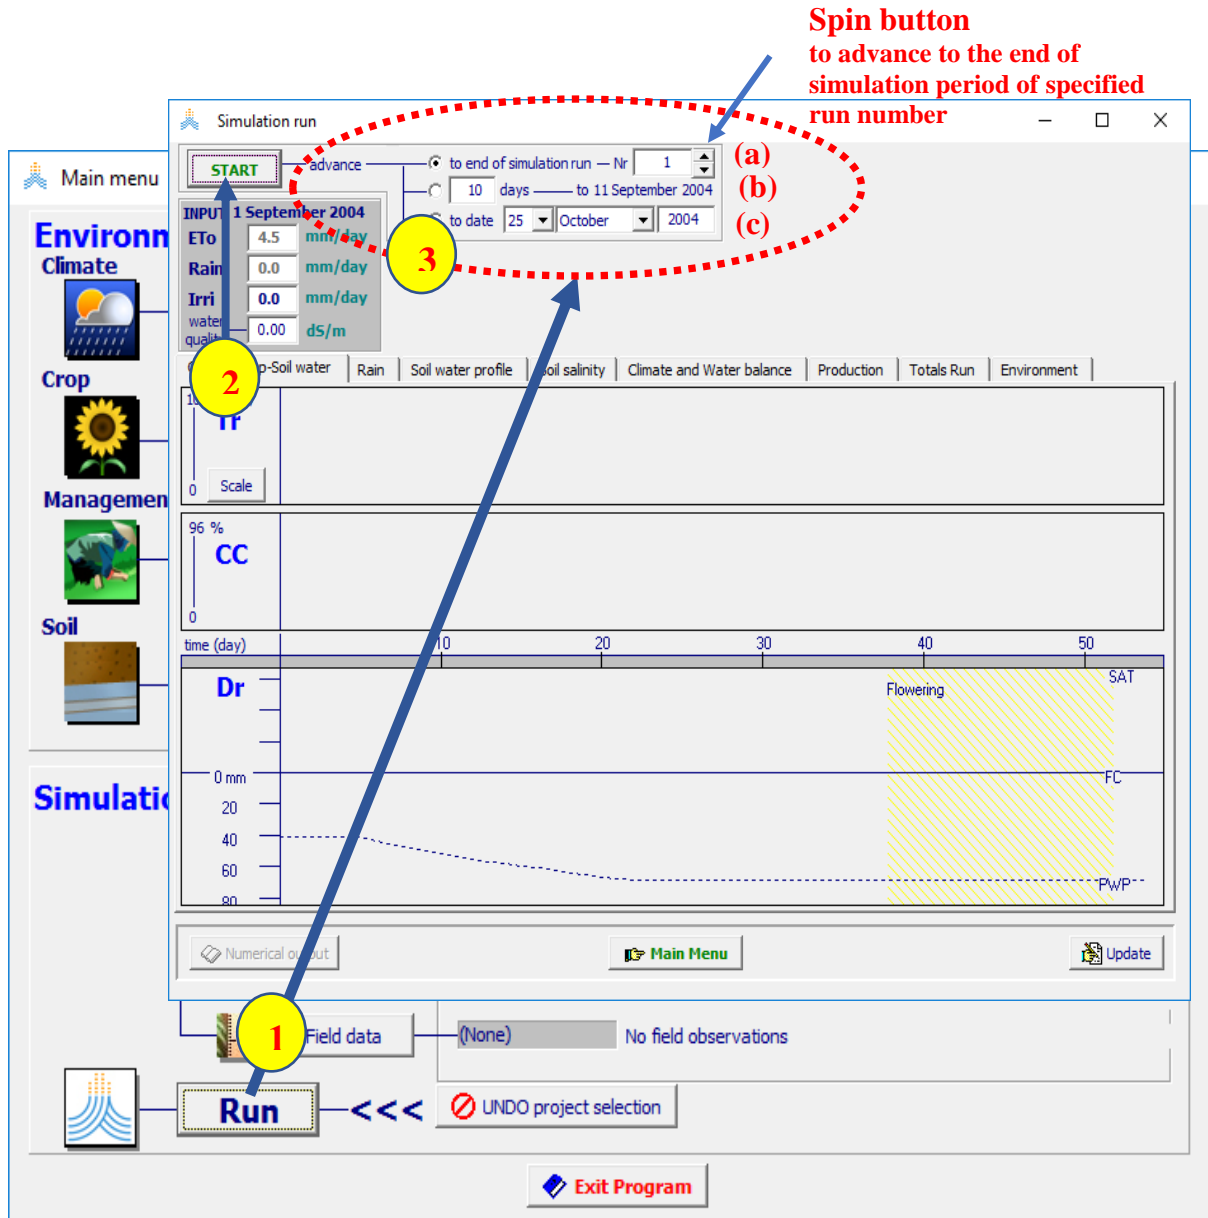 Spin button
to advance to the end of
simulation period of specified
run number
Simulation run
START
advance
to end of simulation run
Nr
1
(a)
10
days
to 11 September 2004
(b)
to date
25
October
2004
(c)
INPUT 1 September 2004
ETo
4.5
mm/day
Rain
0.0
mm/day
Irri
0.0
mm/day
water
0.00
dS/m
3
2
Main menu
Climate
Crop
Soil
Soil water
Rain
Soil water profile
Soil salinity
Climate and Water balance
Production
Totals Run
Environment
Tr
0
Scale
96 %
CC
0
time (day)
10
20
30
40
50
Dr
Flowering
SAT
0 mm
FC
20
40
60
PWP
80
Numerical output
Main Menu
Update
1
Field data
(None)
No field observations
Run
<<<
UNDO project selection
Exit Program